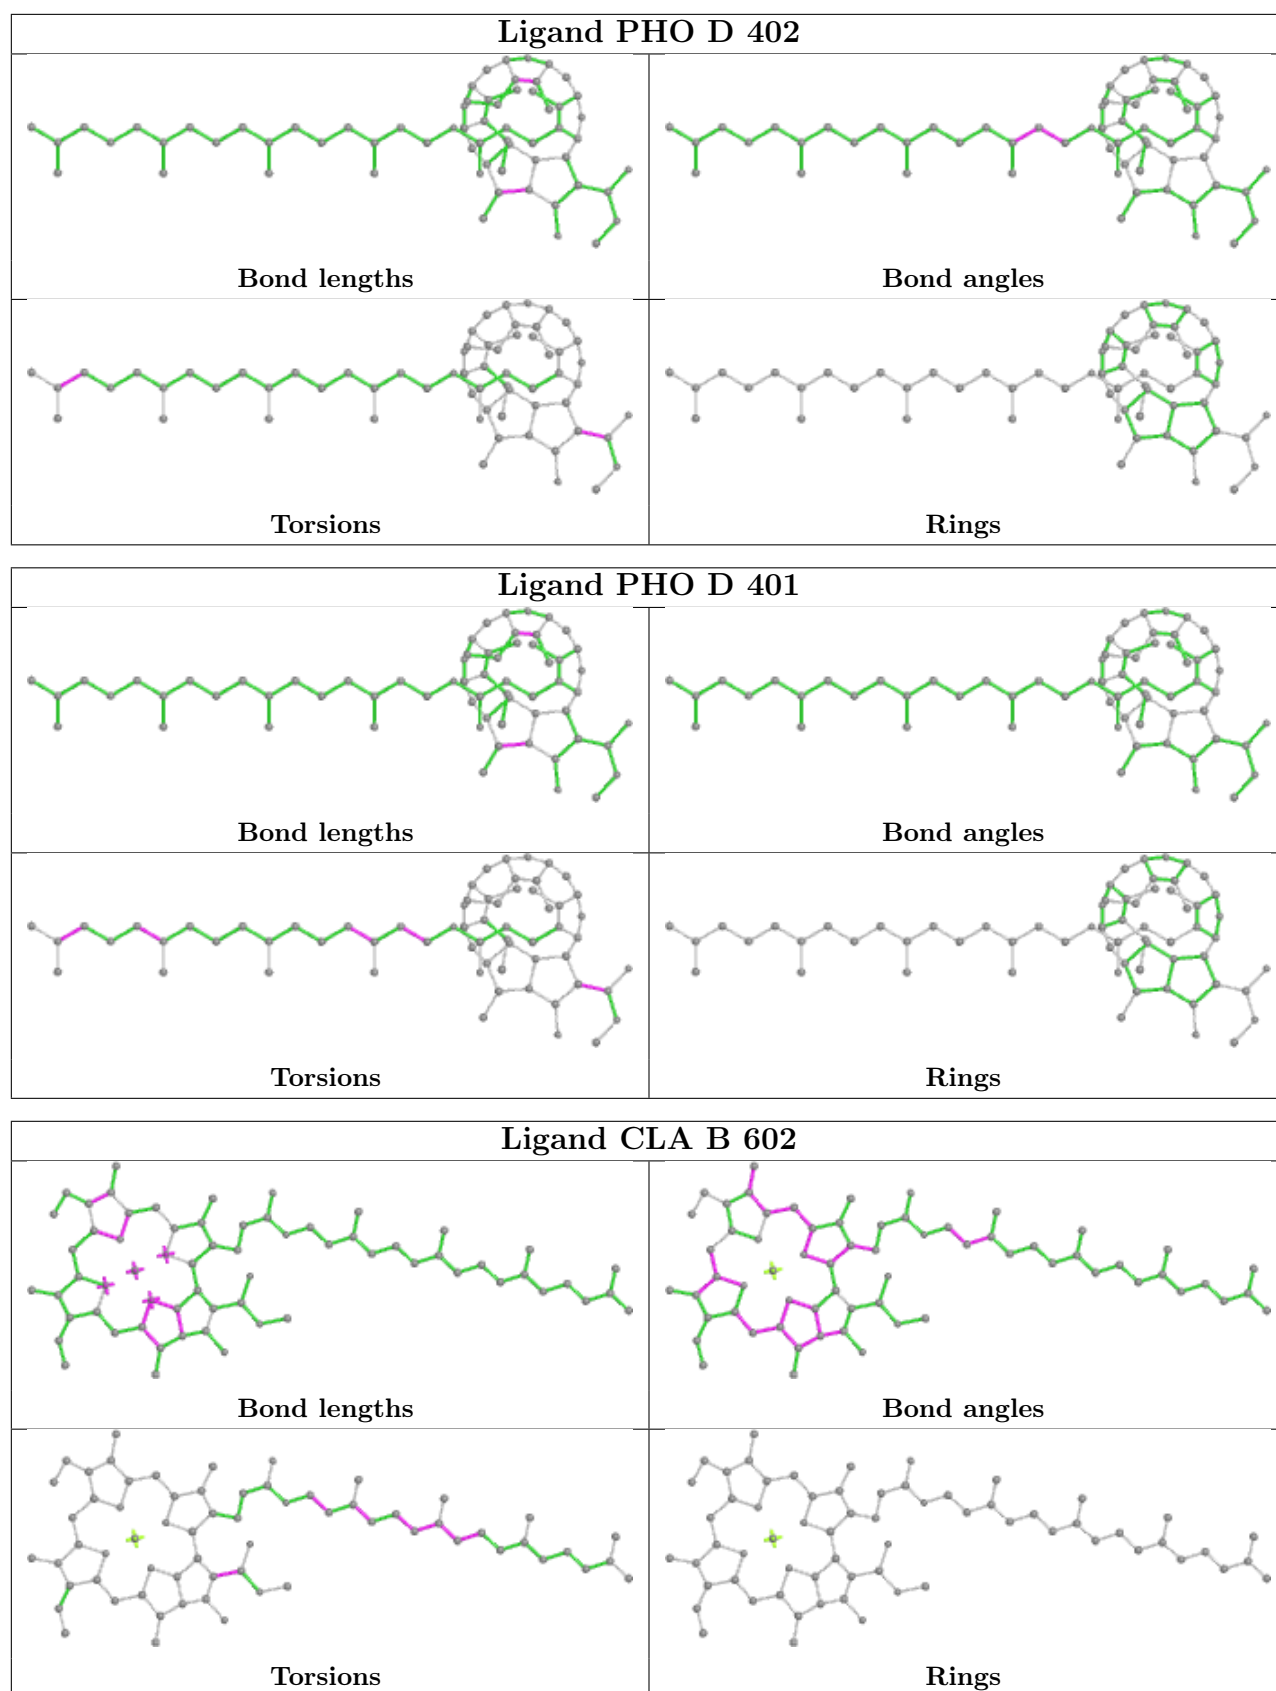 Ligand PHO D 402
Bond lengths
Bond angles
Torsions
Rings
Ligand PHO D 401
Bond lengths
Bond angles
Torsions
Rings
Ligand CLA B 602
Bond lengths
Bond angles
Torsions
Rings